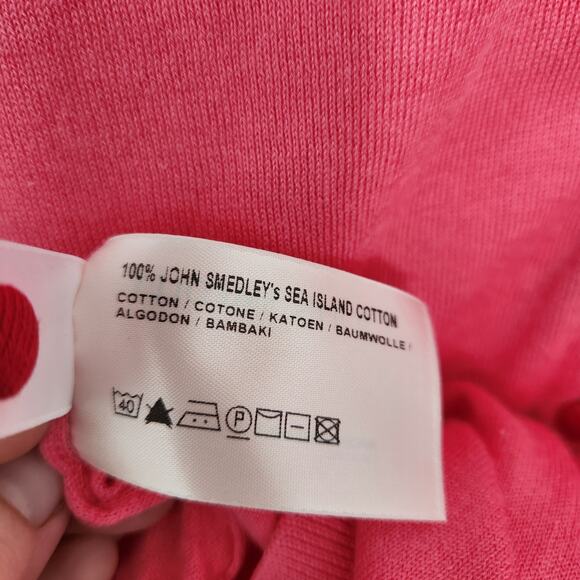 100% JOHN SMEDLEY's SEA ISLAND COTTON
COTTON / COTONE / KATOEN / BAUMWOLLE /
ALGODON / BAMBAKI
40 P